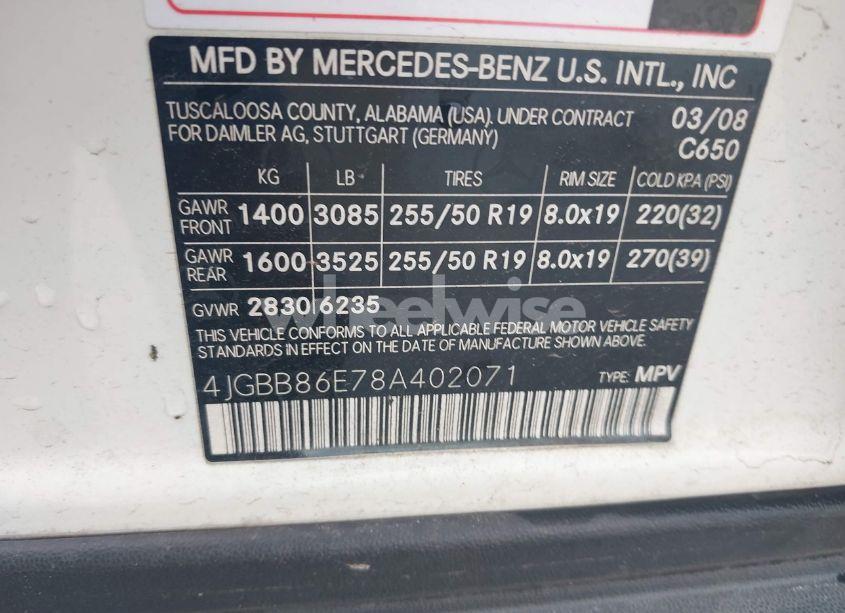 MFD BY MERCEDES-BENZ U.S. INTL., INC
TUSCALOOSA COUNTY, ALABAMA (USA). UNDER CONTRACT 03/08
FOR DAIMLER AG, STUTTGART (GERMANY) C650
KG LB TIRES RIM SIZE COLD KPA (PSI)
GAWR FRONT 1400 3085 255/50 R19 8.0x19 220(32)
GAWR REAR 1600 3525 255/50 R19 8.0x19 270(39)
GVWR 2830/6235
wheelwise
THIS VEHICLE CONFORMS TO ALL APPLICABLE FEDERAL MOTOR VEHICLE SAFETY
STANDARDS IN EFFECT ON THE DATE OF MANUFACTURE SHOWN ABOVE.
4JGBB86E78A402071 TYPE: MPV